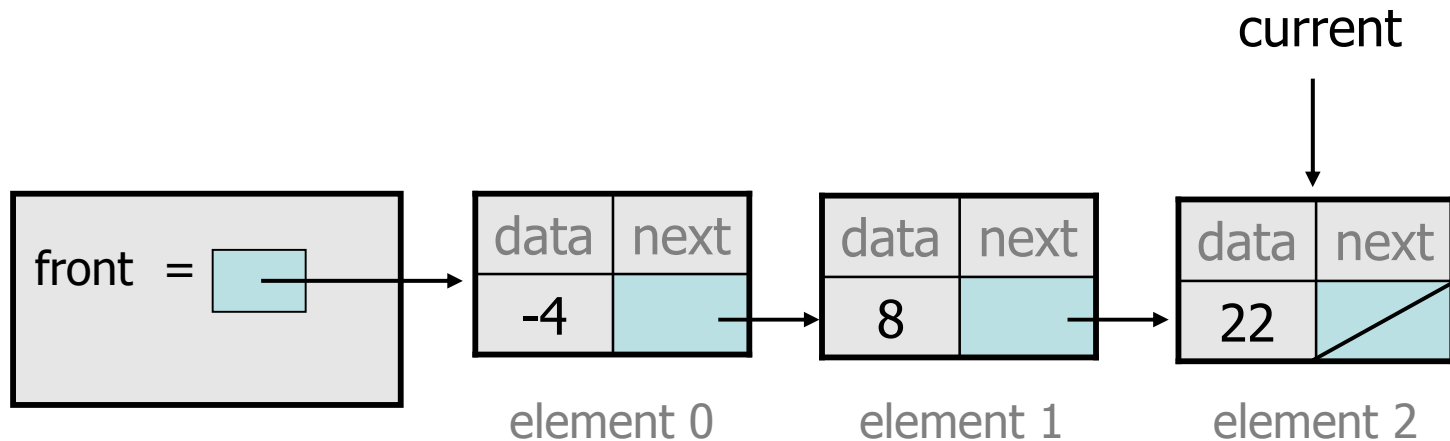 current
front =
data next
-4
data next
8
data next
22
element 0
element 1
element 2